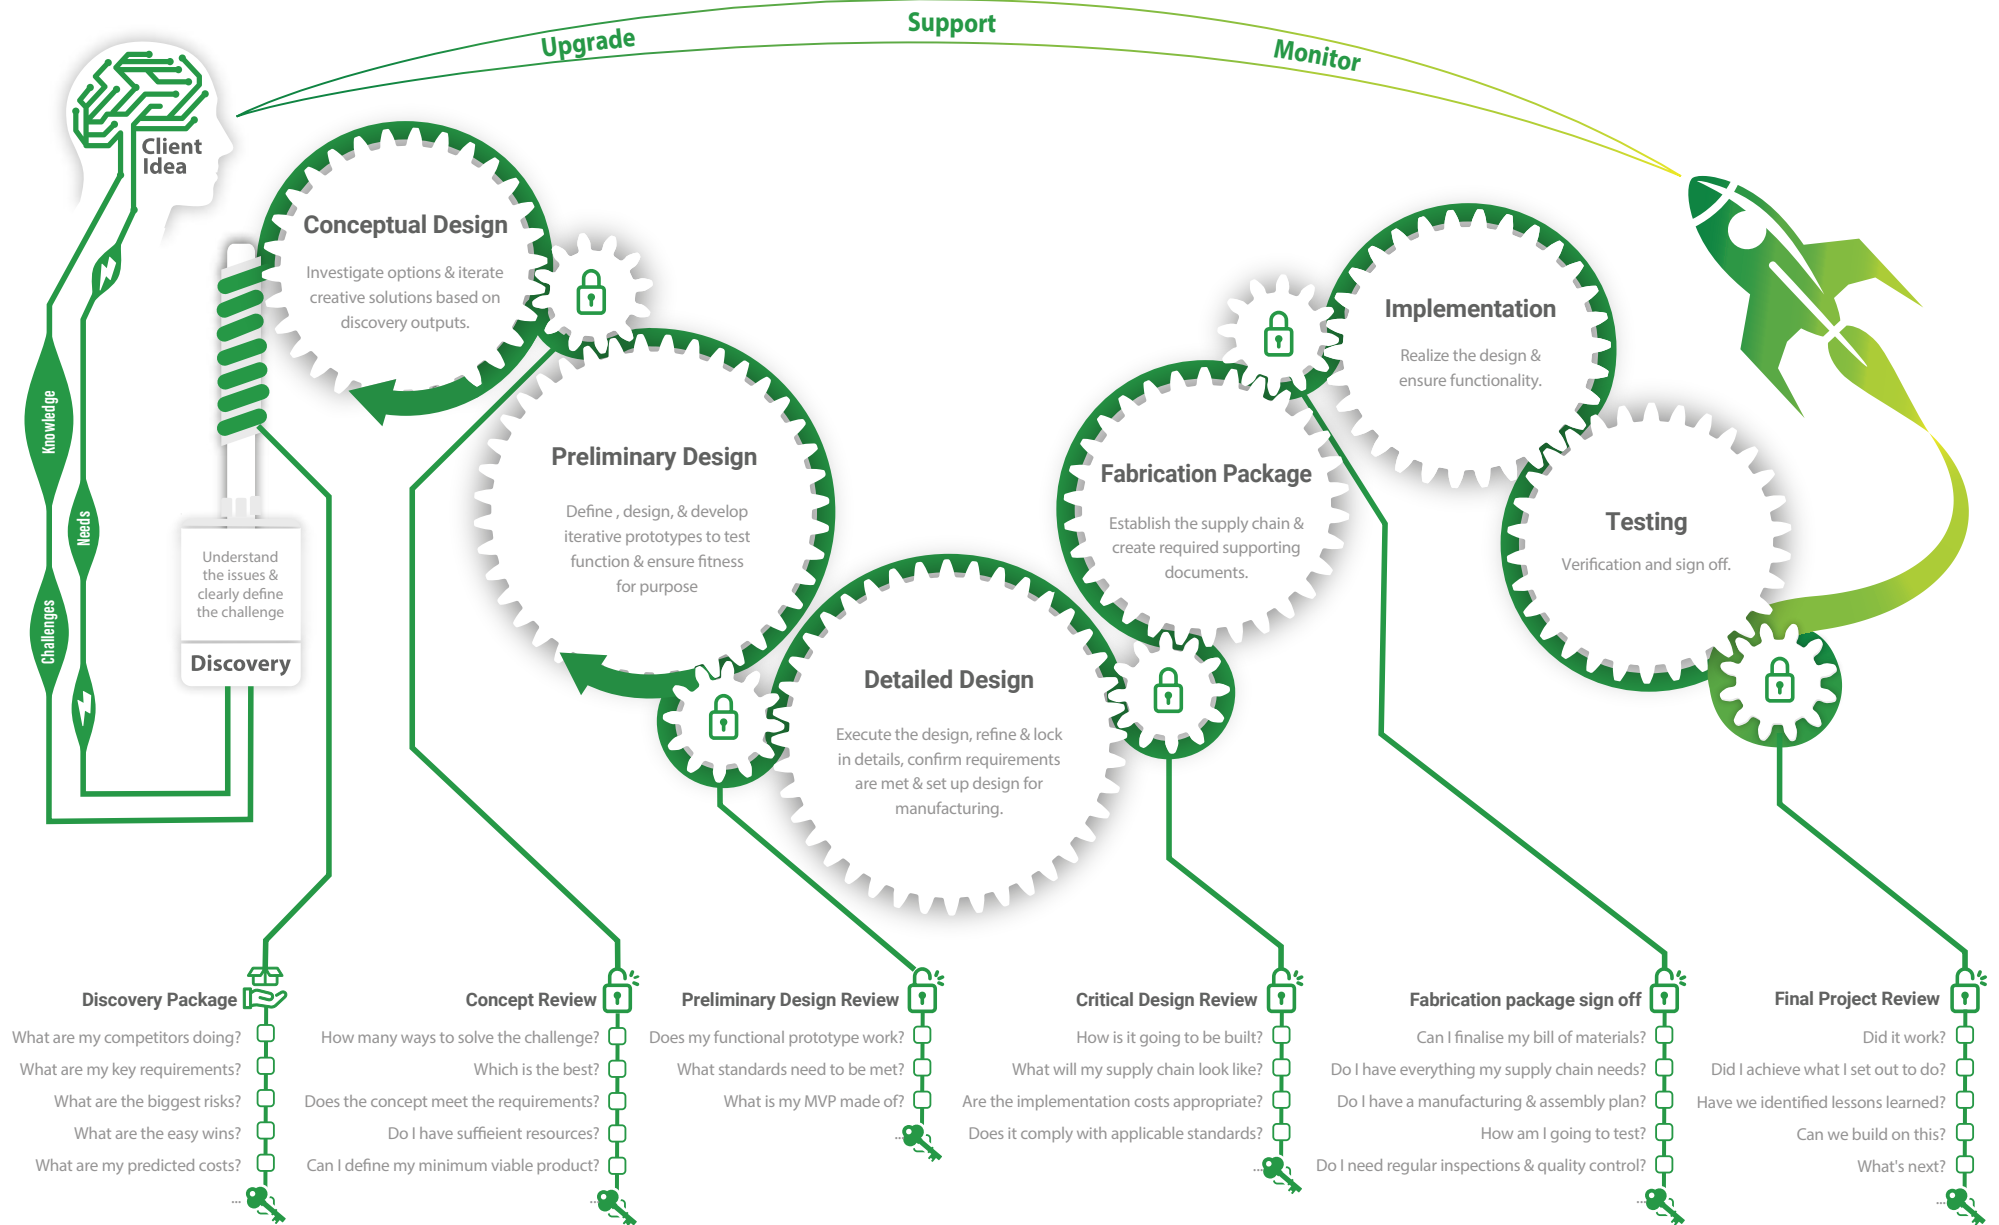 Upgrade
Support
Monitor
Client
Idea
Knowledge
Challenges
Needs
Understand
the issues &
clearly define
the challenge
Discovery
Conceptual Design
Investigate options & iterate
creative solutions based on
discovery outputs.
Preliminary Design
Define , design, & develop
iterative prototypes to test
function & ensure fitness
for purpose
Detailed Design
Execute the design, refine & lock
in details, confirm requirements
are met & set up design for
manufacturing.
Fabrication Package
Establish the supply chain &
create required supporting
documents.
Implementation
Realize the design &
ensure functionality.
Testing
Verification and sign off.
Discovery Package
What are my competitors doing?
What are my key requirements?
What are the biggest risks?
What are the easy wins?
What are my predicted costs?
...
Concept Review
How many ways to solve the challenge?
Which is the best?
Does the concept meet the requirements?
Do I have suffieient resources?
Can I define my minimum viable product?
...
Preliminary Design Review
Does my functional prototype work?
What standards need to be met?
What is my MVP made of?
...
Critical Design Review
How is it going to be built?
What will my supply chain look like?
Are the implementation costs appropriate?
Does it comply with applicable standards?
...
Fabrication package sign off
Can I finalise my bill of materials?
Do I have everything my supply chain needs?
Do I have a manufacturing & assembly plan?
How am I going to test?
Do I need regular inspections & quality control?
...
Final Project Review
Did it work?
Did I achieve what I set out to do?
Have we identified lessons learned?
Can we build on this?
What's next?
...